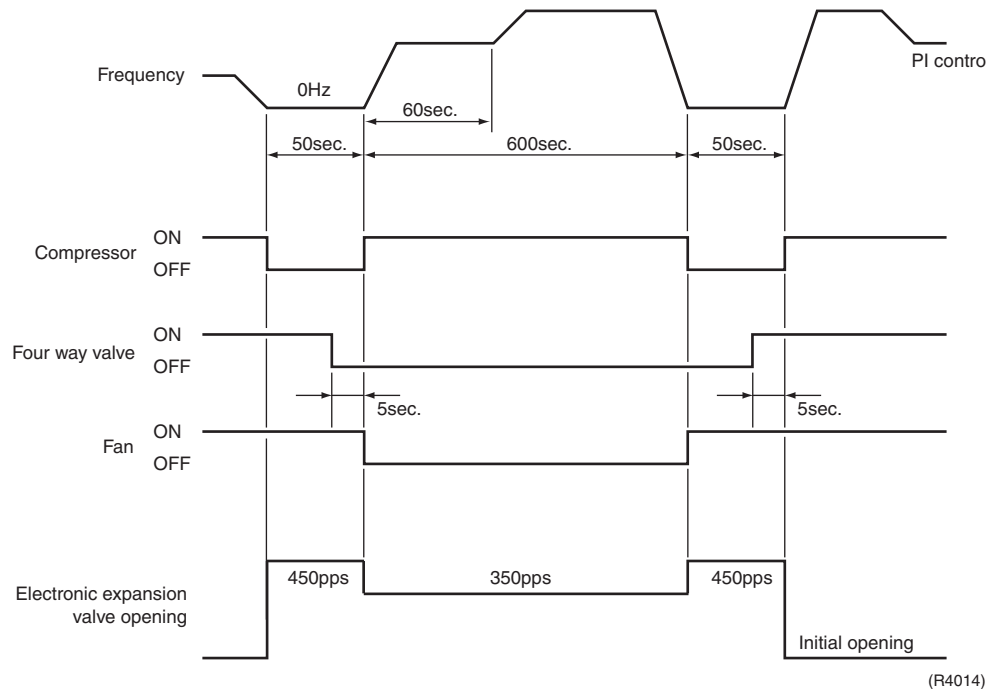 Frequency
0Hz
PI contro
60sec.
50sec.
600sec.
50sec.
Compressor
ON
OFF
Four way valve
ON
OFF
5sec.
5sec.
Fan
ON
OFF
Electronic expansion
valve opening
450pps
350pps
450pps
Initial opening
(R4014)